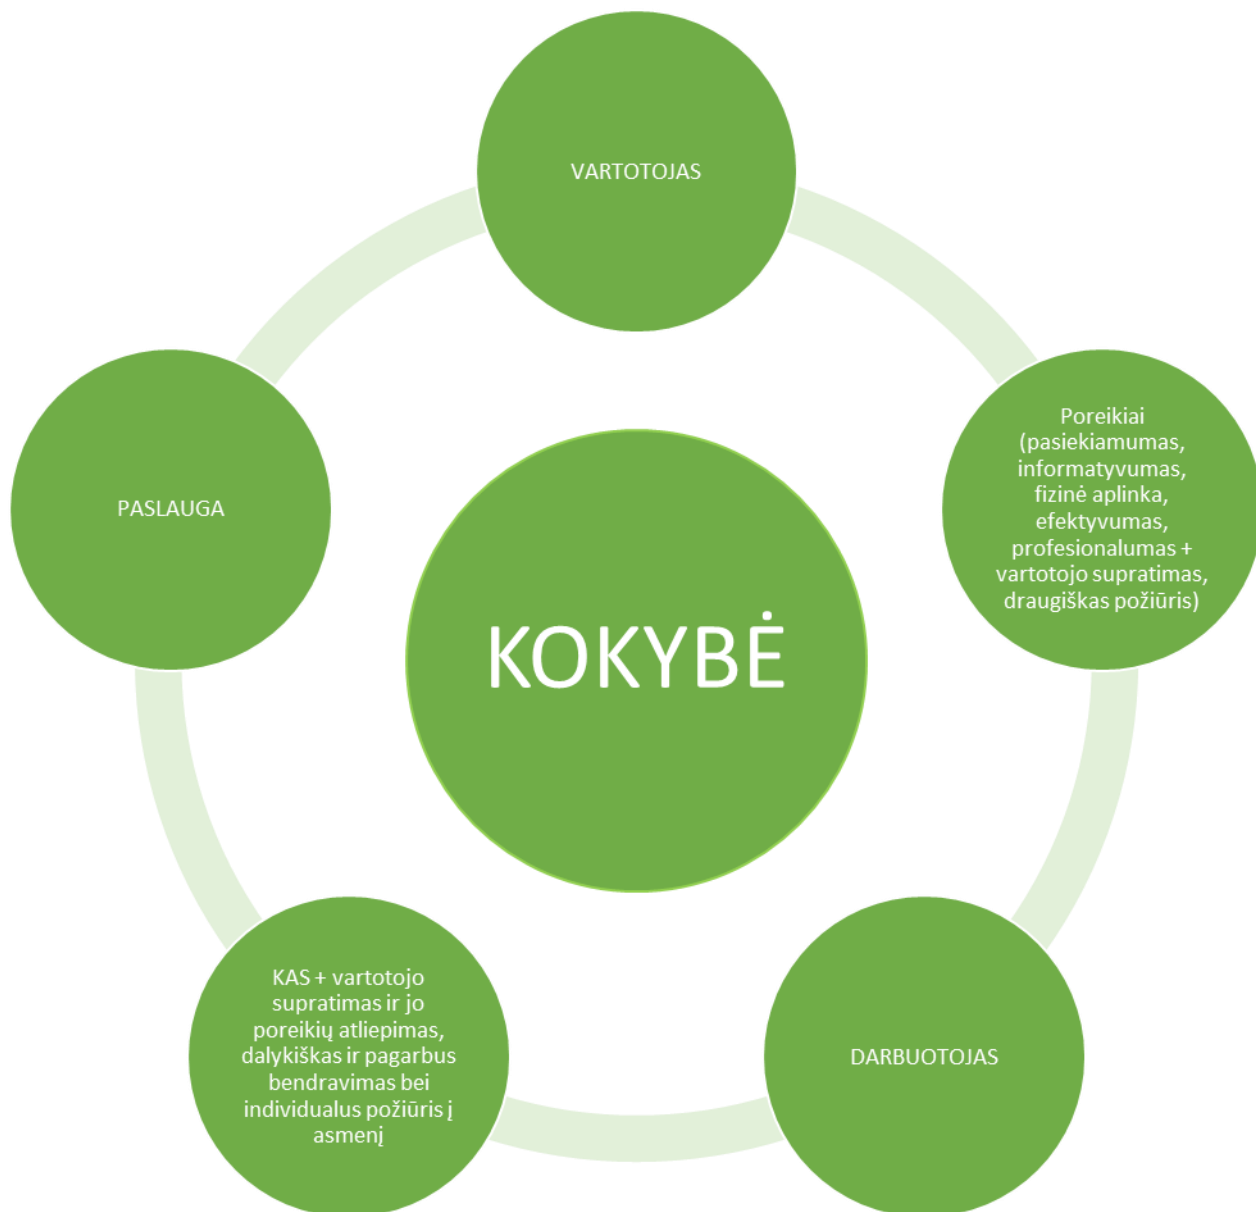 VARTOTOJAS
Poreikiai
(pasiekiamumas,
informatyvumas,
fizinė aplinka,
efektyvumas,
profesionalumas +
vartotojo supratimas,
draugiškas požiūris)
PASLAUGA
KOKYBĖ
KAS + vartotojo
supratimas ir jo
poreikių atliepimas,
dalykiškas ir pagarbus
bendravimas bei
individualus požiūris į
asmenį
DARBUOTOJAS